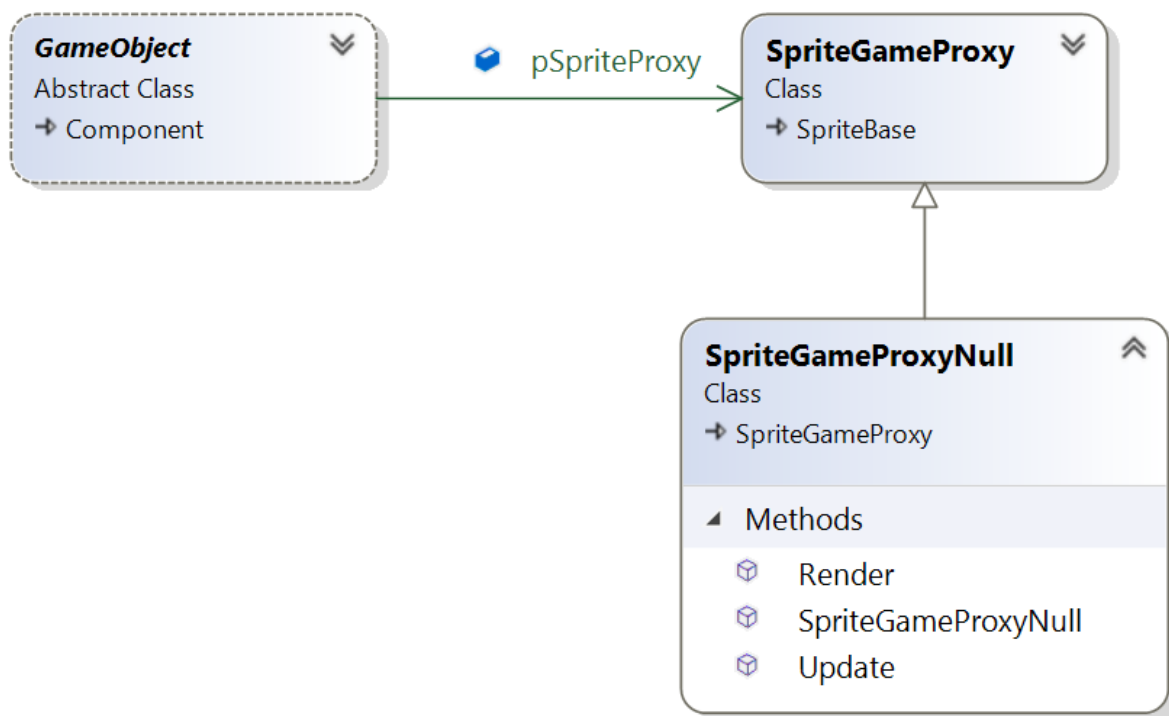 GameObject
Abstract Class
Component
pSpriteProxy
SpriteGameProxy
Class
SpriteBase
SpriteGameProxyNull
Class
SpriteGameProxy
Methods
Render
SpriteGameProxyNull
Update